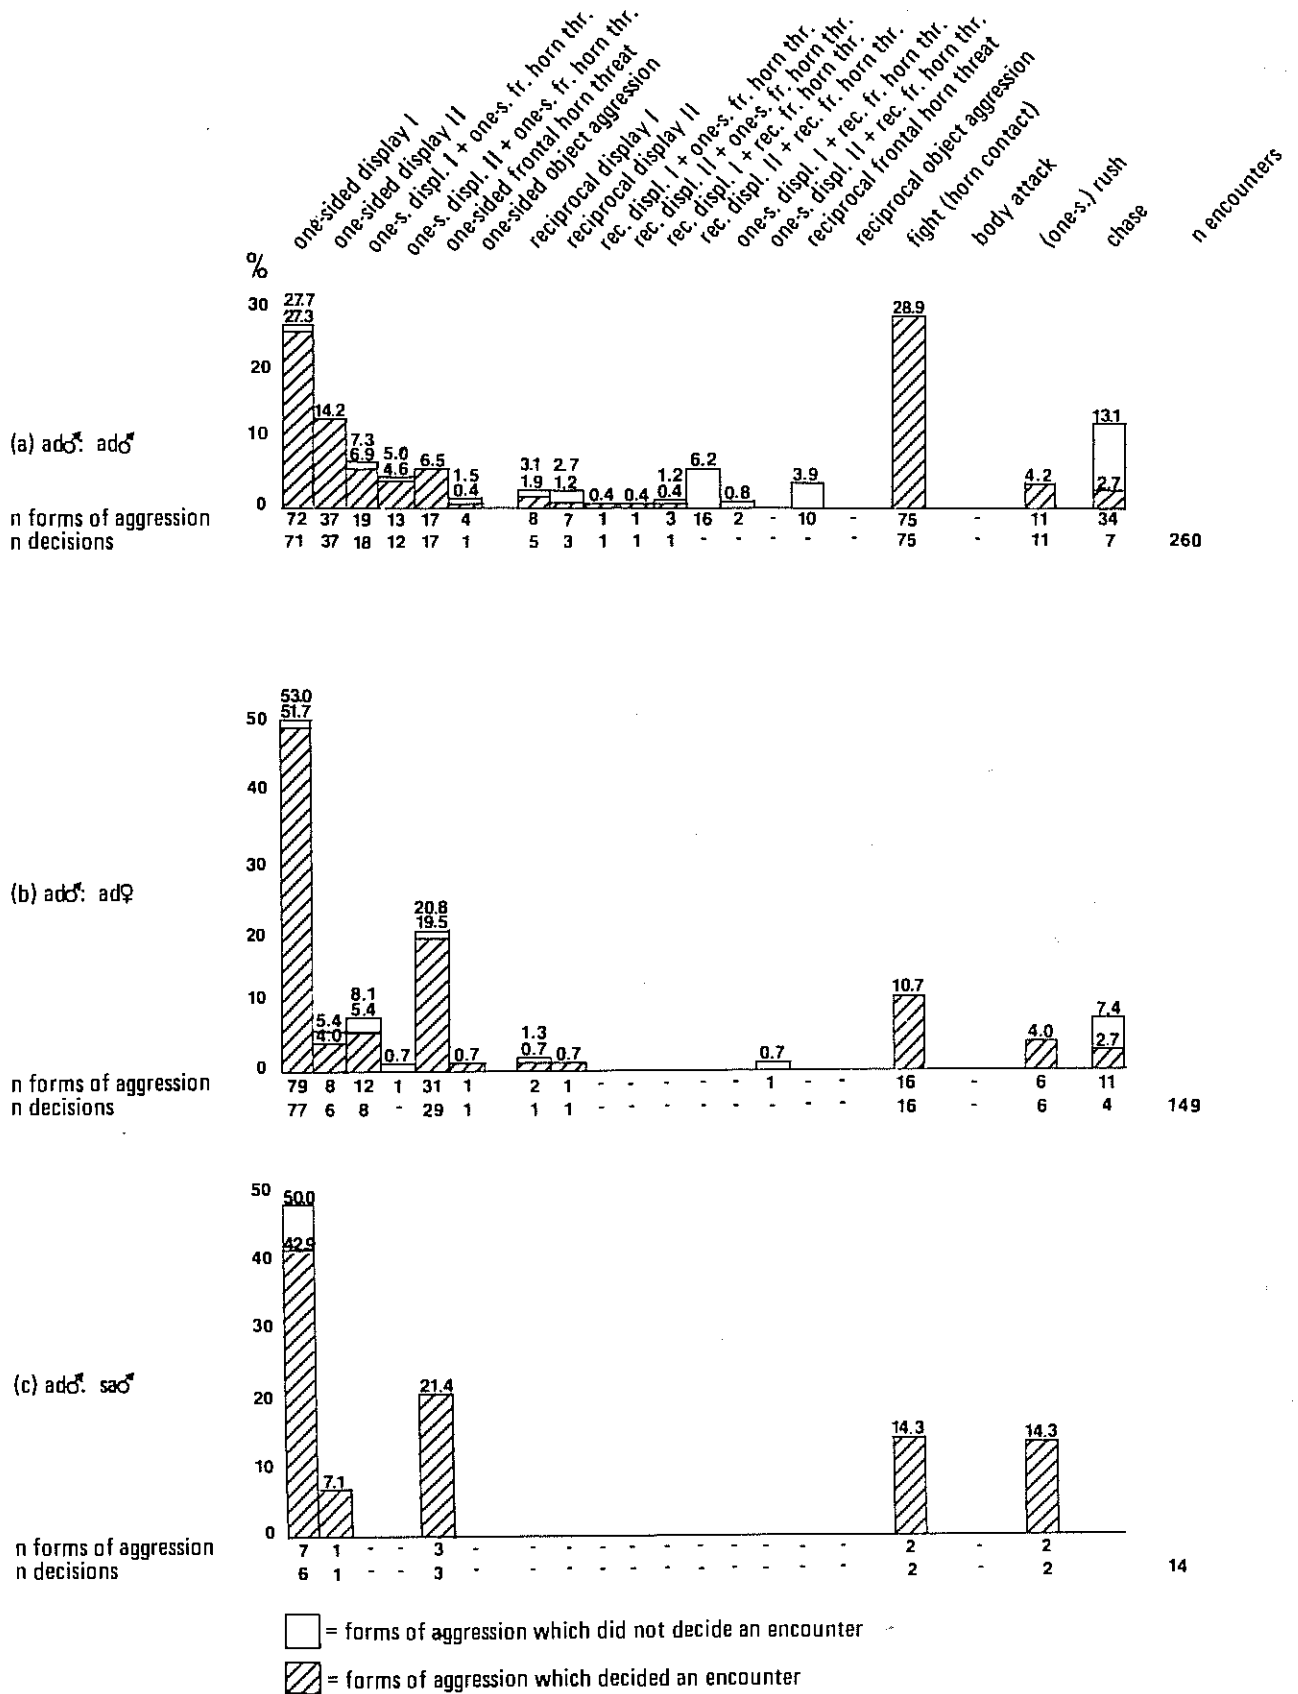 one-sided display I
one-sided display II
one-s. displ. I + one-s. fr. horn thr.
one-s. displ. II + one-s. fr. horn thr.
one-sided frontal horn threat
one-sided object aggression
reciprocal display I
reciprocal display II
rec. displ. I + one-s. fr. horn thr.
rec. displ. II + one-s. fr. horn thr.
rec. displ. I + rec. fr. horn thr.
rec. displ. II + rec. fr. horn thr.
one-s. displ. I + rec. fr. horn thr.
one-s. displ. II + rec. fr. horn thr.
reciprocal frontal horn threat
reciprocal object aggression
fight (horn contact)
body attack
(one-s.) rush
chase
n encounters
%
30
20
10
0
(a) ad♂: ad♂
27.7
27.3
14.2
7.3
6.9
5.0
4.6
6.5
1.5
0.4
3.1
1.9
2.7
1.2
0.4
0.4
1.2
0.4
6.2
0.8
3.9
28.9
4.2
13.1
2.7
n forms of aggression 72 37 19 13 17 4 8 7 1 1 3 16 2 - 10 - 75 - 11 34
n decisions 71 37 18 12 17 1 5 3 1 1 1 - - - - - 75 - 11 7 260
50
40
30
20
10
0
(b) ad♂: ad♀
53.0
51.7
5.4
4.0
8.1
5.4
0.7
20.8
19.5
0.7
1.3
0.7
0.7
0.7
10.7
4.0
7.4
2.7
n forms of aggression 79 8 12 1 31 1 2 1 - - - - - 1 - - 16 - 6 11
n decisions 77 6 8 - 29 1 1 1 - - - - - - - - 16 - 6 4 149
50
40
30
20
10
0
(c) ad♂: sa♂
50.0
42.9
7.1
21.4
14.3
14.3
n forms of aggression 7 1 - - 3 - - - - - - - - - - - 2 - 2
n decisions 6 1 - - 3 - - - - - - - - - - - 2 - 2 14
= forms of aggression which did not decide an encounter
= forms of aggression which decided an encounter